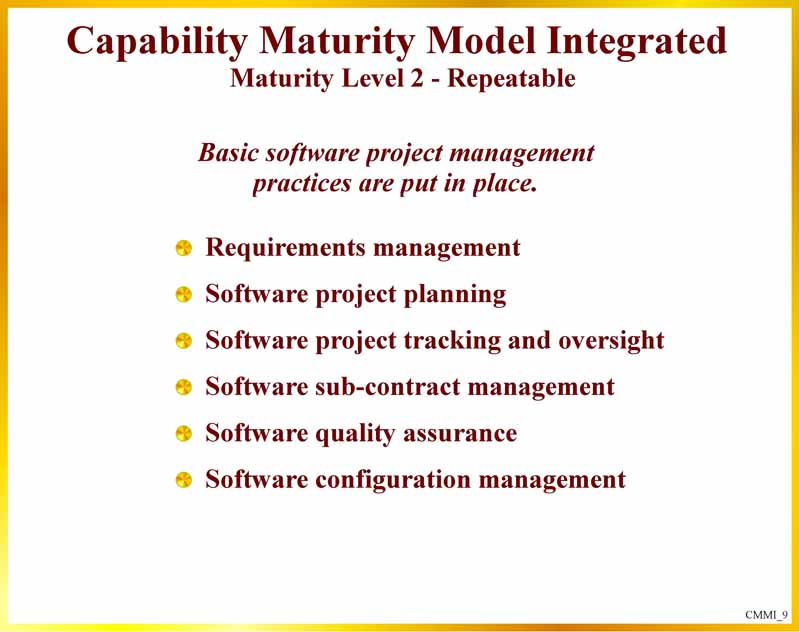 Capability Maturity Model Integrated
Maturity Level 2 - Repeatable
Basic software project management
practices are put in place.
Requirements management
Software project planning
Software project tracking and oversight
Software sub-contract management
Software quality assurance
Software configuration management
CMMI_9